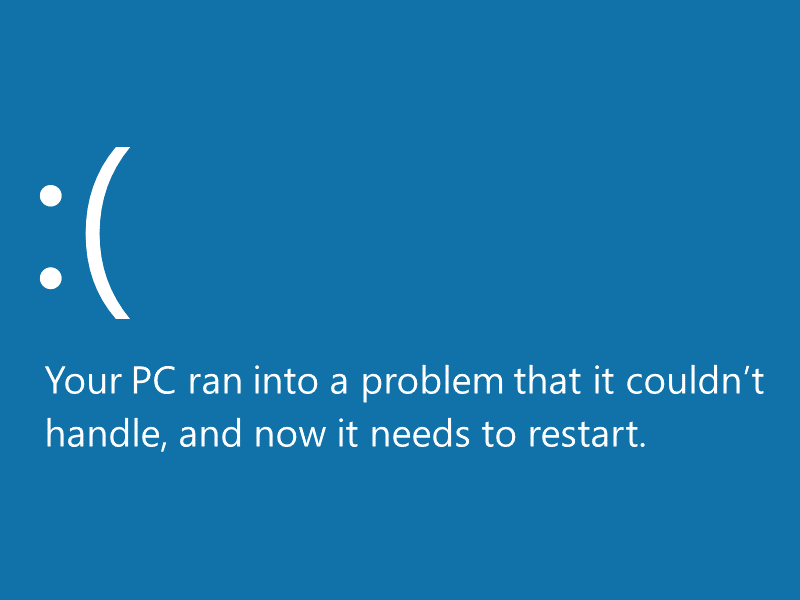 :(
Your PC ran into a problem that it couldn’t
handle, and now it needs to restart.